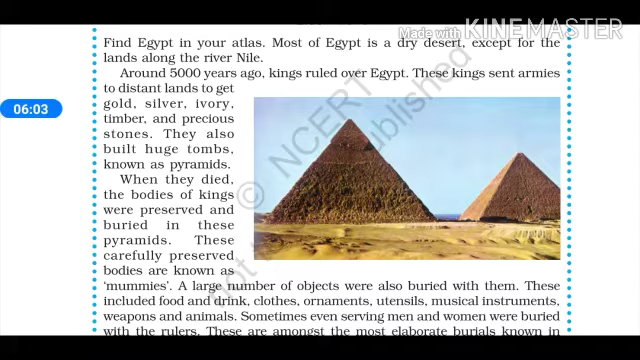 Made with KINEMASTER
Find Egypt in your atlas. Most of Egypt is a dry desert, except for the
lands along the river Nile.
Around 5000 years ago, kings ruled over Egypt. These kings sent armies
to distant lands to get
gold, silver, ivory,
timber, and precious
stones. They also
built huge tombs,
known as pyramids.
When they died,
the bodies of kings
were preserved and
buried in these
pyramids. These
carefully preserved
bodies are known as
‘mummies’. A large number of objects were also buried with them. These
included food and drink, clothes, ornaments, utensils, musical instruments,
weapons and animals. Sometimes even serving men and women were buried
with the rulers. These are amongst the most elaborate burials known in
06:03
© NCERT
not published